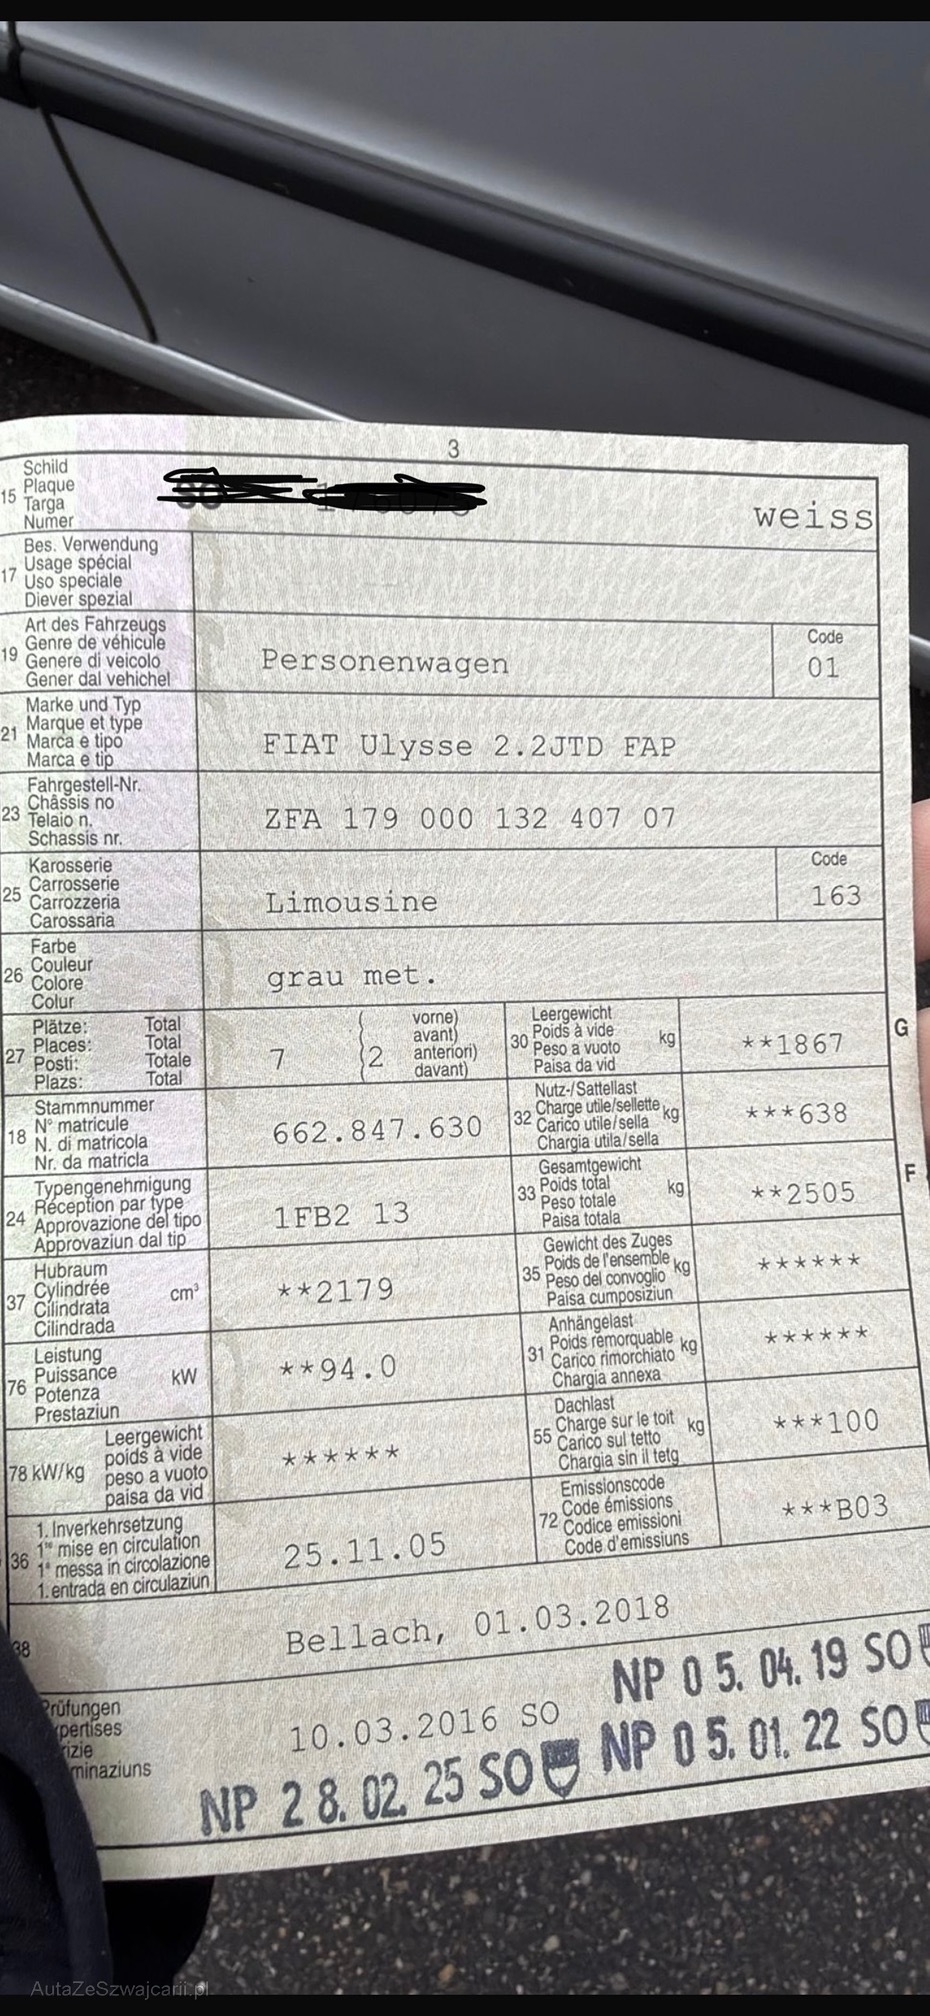 3
15 Schild
Plaque
Targa
Numer
weiss
17 Bes. Verwendung
Usage spécial
Uso speciale
Diever spezial
19 Art des Fahrzeugs
Genre de véhicule
Genere di veicolo
Gener dal vehichel
Personenwagen
Code
01
21 Marke und Typ
Marque et type
Marca e tipo
Marca e tip
FIAT Ulysse 2.2JTD FAP
23 Fahrgestell-Nr.
Châssis no
Telaio n.
Schassis nr.
ZFA 179 000 132 407 07
25 Karosserie
Carrosserie
Carrozzeria
Carossaria
Limousine
Code
163
26 Farbe
Couleur
Colore
Colur
grau met.
27 Plätze: Total
Places: Total
Posti: Totale
Plazs: Total
7 (2 vorne)
avant)
anteriori)
davant)
30 Leergewicht
Poids à vide
Peso a vuoto
Paisa da vid
kg
**1867
G
18 Stammnummer
N° matricule
N. di matricola
Nr. da matricla
662.847.630
32 Nutz-/Sattellast
Charge utile/sellette
Carico utile/sella
Chargia utila/sella
kg
***638
24 Typengenehmigung
Réception par type
Approvazione del tipo
Approvaziun dal tip
1FB2 13
33 Gesamtgewicht
Poids total
Peso totale
Paisa totala
kg
**2505
F
37 Hubraum
Cylindrée
Cilindrata
Cilindrada
cm³
**2179
35 Gewicht des Zuges
Poids de l'ensemble
Peso del convoglio
Paisa cumposiziun
kg
******
76 Leistung
Puissance
Potenza
Prestaziun
kW
**94.0
31 Anhängelast
Poids remorquable
Carico rimorchiato
Chargia annexa
kg
******
78 kW/kg Leergewicht
poids à vide
peso a vuoto
paisa da vid
******
55 Dachlast
Charge sur le toit
Carico sul tetto
Chargia sin il tetg
kg
***100
36 1. Inverkehrsetzung
1re mise en circulation
1a messa in circolazione
1. entrada en circulaziun
25.11.05
72 Emissionscode
Code émissions
Codice emissioni
Code d'emissiuns
***B03
38
Bellach, 01.03.2018
Prüfungen
pertises
izie
minaziuns
10.03.2016 SO
NP 05.04.19 SO
NP 05.01.22 SO
NP 28.02.25 SO
AutaZeSzwajcarii.pl